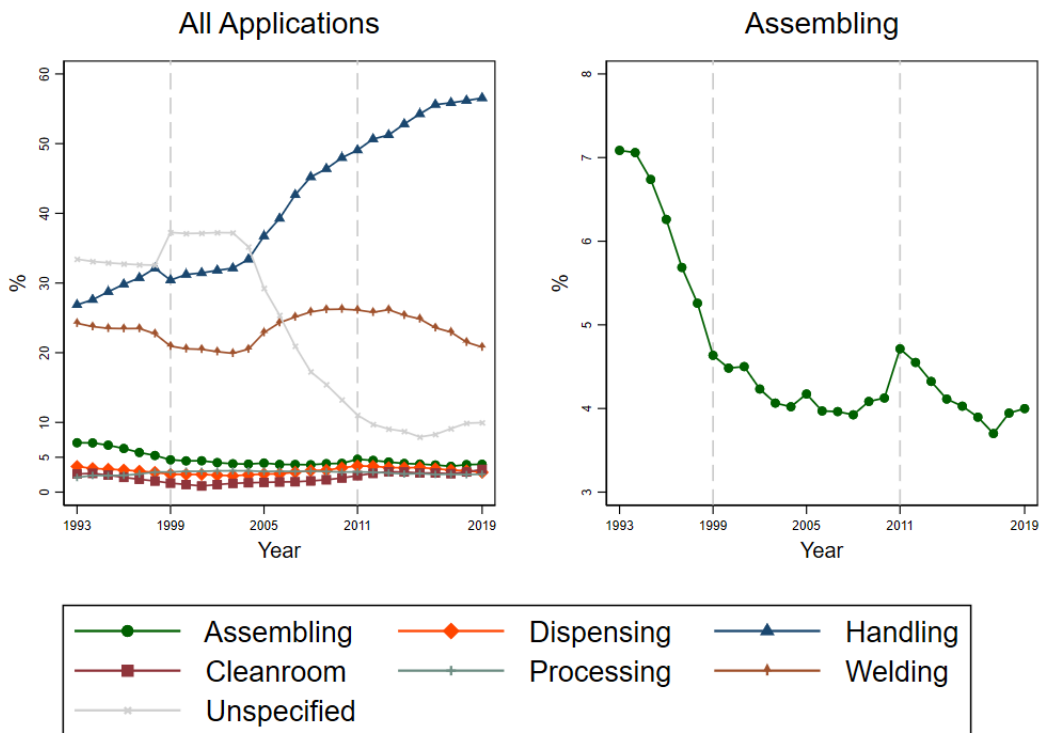 All Applications
60
50
40
30
20
10
5
0
%
1993 1999 2005 2011 2019
Year
Assembling
8
7
6
5
4
3
%
1993 1999 2005 2011 2019
Year
Assembling Dispensing Handling
Cleanroom Processing Welding
Unspecified